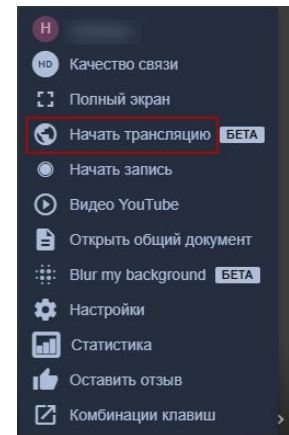 H
HD Качество связи
Полный экран
Начать трансляцию БЕТА
Начать запись
Видео YouTube
Открыть общий документ
Blur my background БЕТА
Настройки
Статистика
Оставить отзыв
Комбинации клавиш